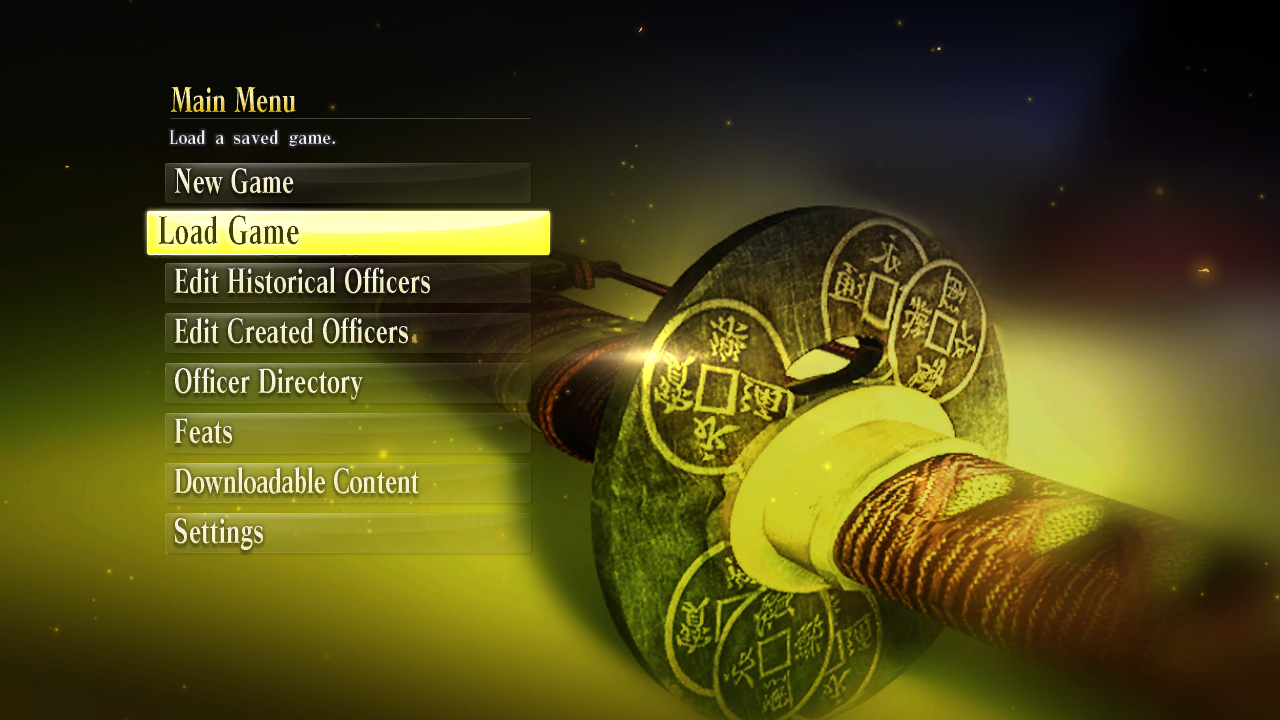 Main Menu
Load a saved game.
New Game
Load Game
Edit Historical Officers
Edit Created Officers
Officer Directory
Feats
Downloadable Content
Settings